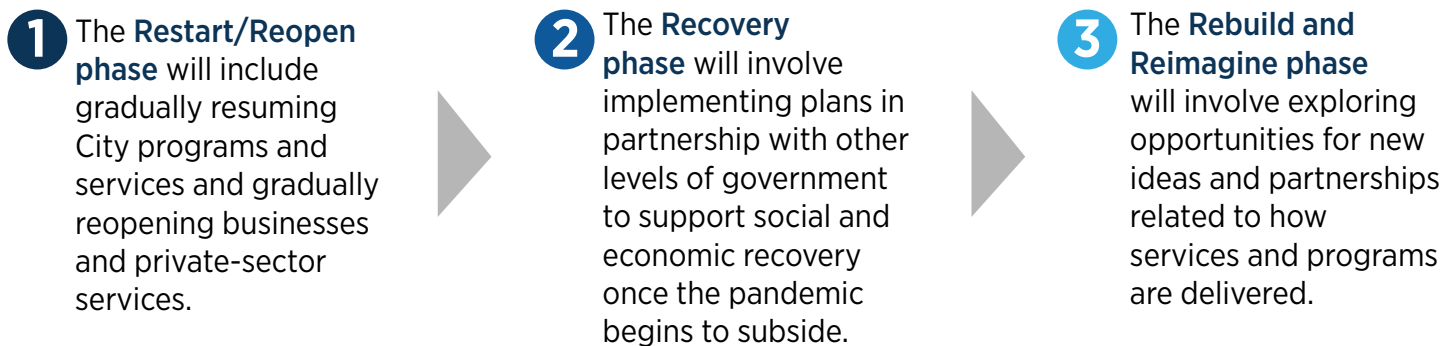 1
The Restart/Reopen
phase will include
gradually resuming
City programs and
services and gradually
reopening businesses
and private-sector
services.
2
The Recovery
phase will involve
implementing plans in
partnership with other
levels of government
to support social and
economic recovery
once the pandemic
begins to subside.
3
The Rebuild and
Reimagine phase
will involve exploring
opportunities for new
ideas and partnerships
related to how
services and programs
are delivered.